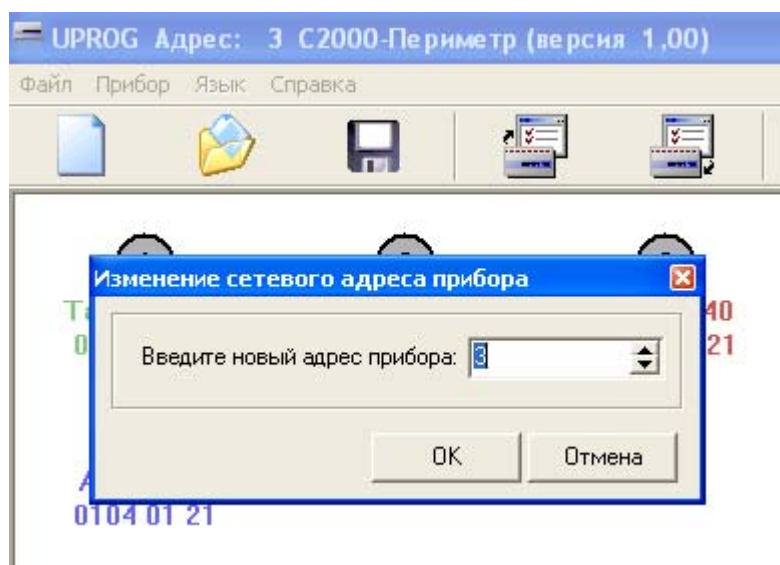 UPROG Адрес: 3 С2000-Периметр (версия 1,00)
Файл Прибор Язык Справка
Изменение сетевого адреса прибора
40
21
Введите новый адрес прибора: 3
OK Отмена
0104 01 21